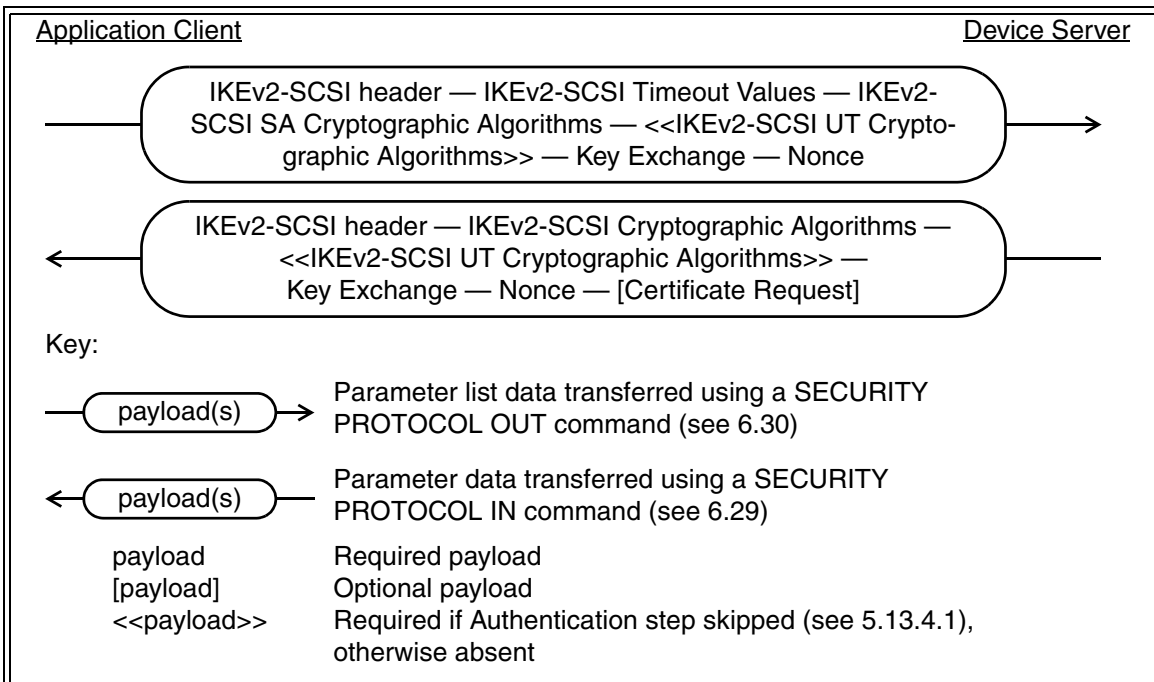 Application Client Device Server
IKEv2-SCSI header — IKEv2-SCSI Timeout Values — IKEv2-
SCSI SA Cryptographic Algorithms — <<IKEv2-SCSI UT Crypto-
graphic Algorithms>> — Key Exchange — Nonce
IKEv2-SCSI header — IKEv2-SCSI Cryptographic Algorithms —
<<IKEv2-SCSI UT Cryptographic Algorithms>> —
Key Exchange — Nonce — [Certificate Request]
Key:
payload(s) Parameter list data transferred using a SECURITY
PROTOCOL OUT command (see 6.30)
payload(s) Parameter data transferred using a SECURITY
PROTOCOL IN command (see 6.29)
payload Required payload
[payload] Optional payload
<<payload>> Required if Authentication step skipped (see 5.13.4.1),
otherwise absent